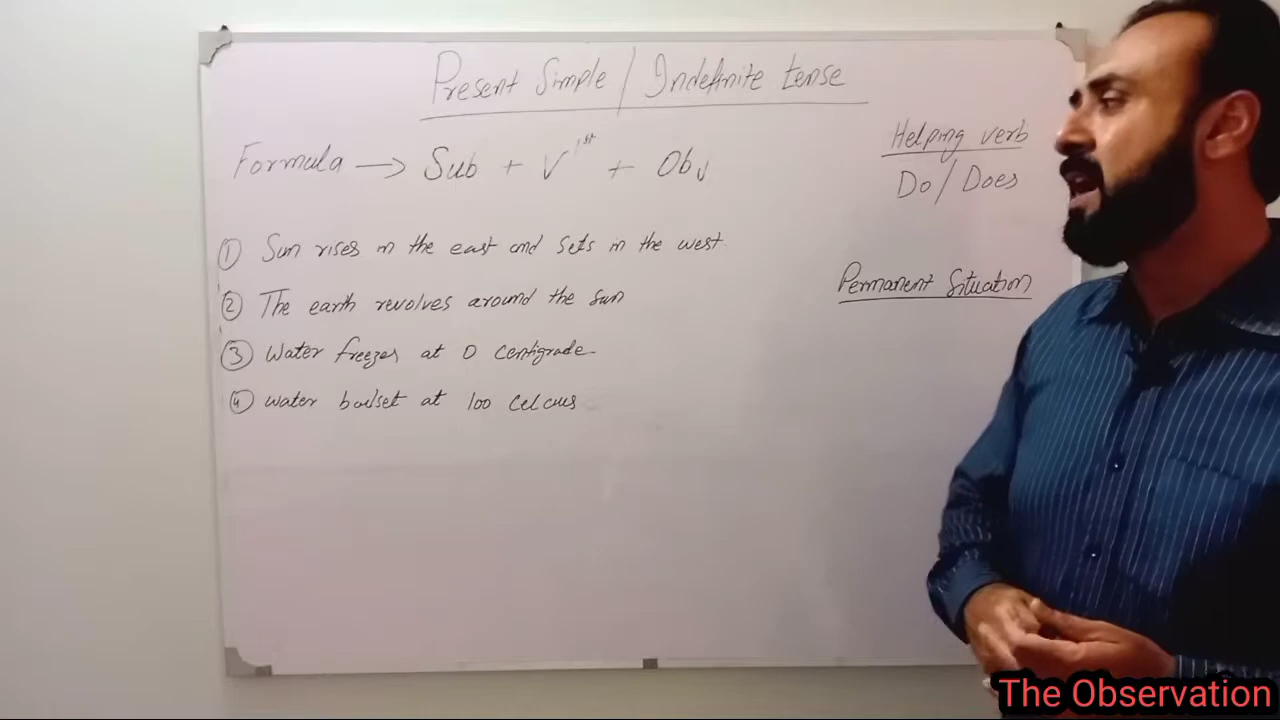 Present Simple / Indefinite tense
Helping verb
Formula → Sub + V 1st + Obj
Do / Does
① Sun rises in the east and sets in the west.
Permanent Situation
② The earth revolves around the sun
③ Water freezes at 0 centigrade
④ water boilset at 100 Celcius
The Observation